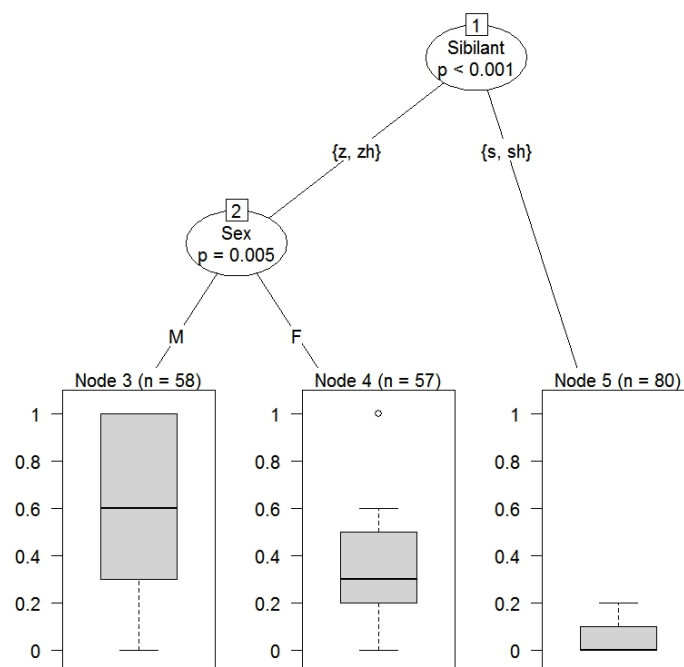 1
Sibilant
p < 0.001
{z, zh}
{s, sh}
2
Sex
p = 0.005
M
F
Node 3 (n = 58)
1
0.8
0.6
0.4
0.2
0
Node 4 (n = 57)
1
0.8
0.6
0.4
0.2
0
Node 5 (n = 80)
1
0.8
0.6
0.4
0.2
0